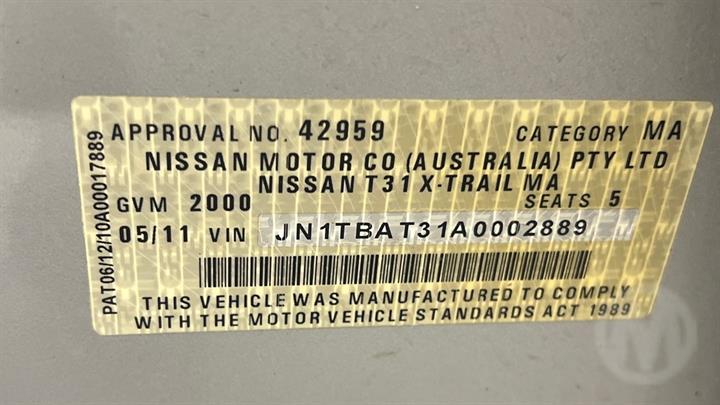 APPROVAL NO. 42959 CATEGORY MA
NISSAN MOTOR CO (AUSTRALIA) PTY LTD
NISSAN T31 X-TRAIL MA
GVM 2000 SEATS 5
05/11 VIN JN1TBAT31A0002889
THIS VEHICLE WAS MANUFACTURED TO COMPLY
WITH THE MOTOR VEHICLE STANDARDS ACT 1989
PAT06/12/10A00017889
M